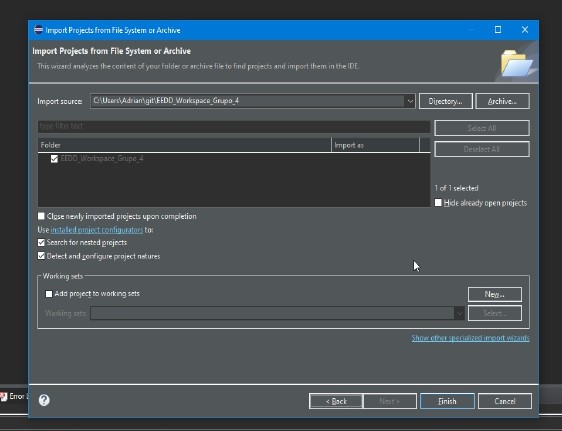 Import Projects from File System or Archive
Import Projects from File System or Archive
This wizard analyzes the content of your folder or archive file to find projects and import them in the IDE.
Import source: C:\Users\Adrian\git\EEDD_Workspace_Grupo_4 Directory... Archive...
type filter text Select All
Folder Import as Deselect All
EEDD_Workspace_Grupo_4
1 of 1 selected
Hide already open projects
Close newly imported projects upon completion
Use installed project configurators to:
Search for nested projects
Detect and configure project natures
Working sets
Add project to working sets New...
Working sets: Select...
Show other specialized import wizards
Error
? < Back Next > Finish Cancel